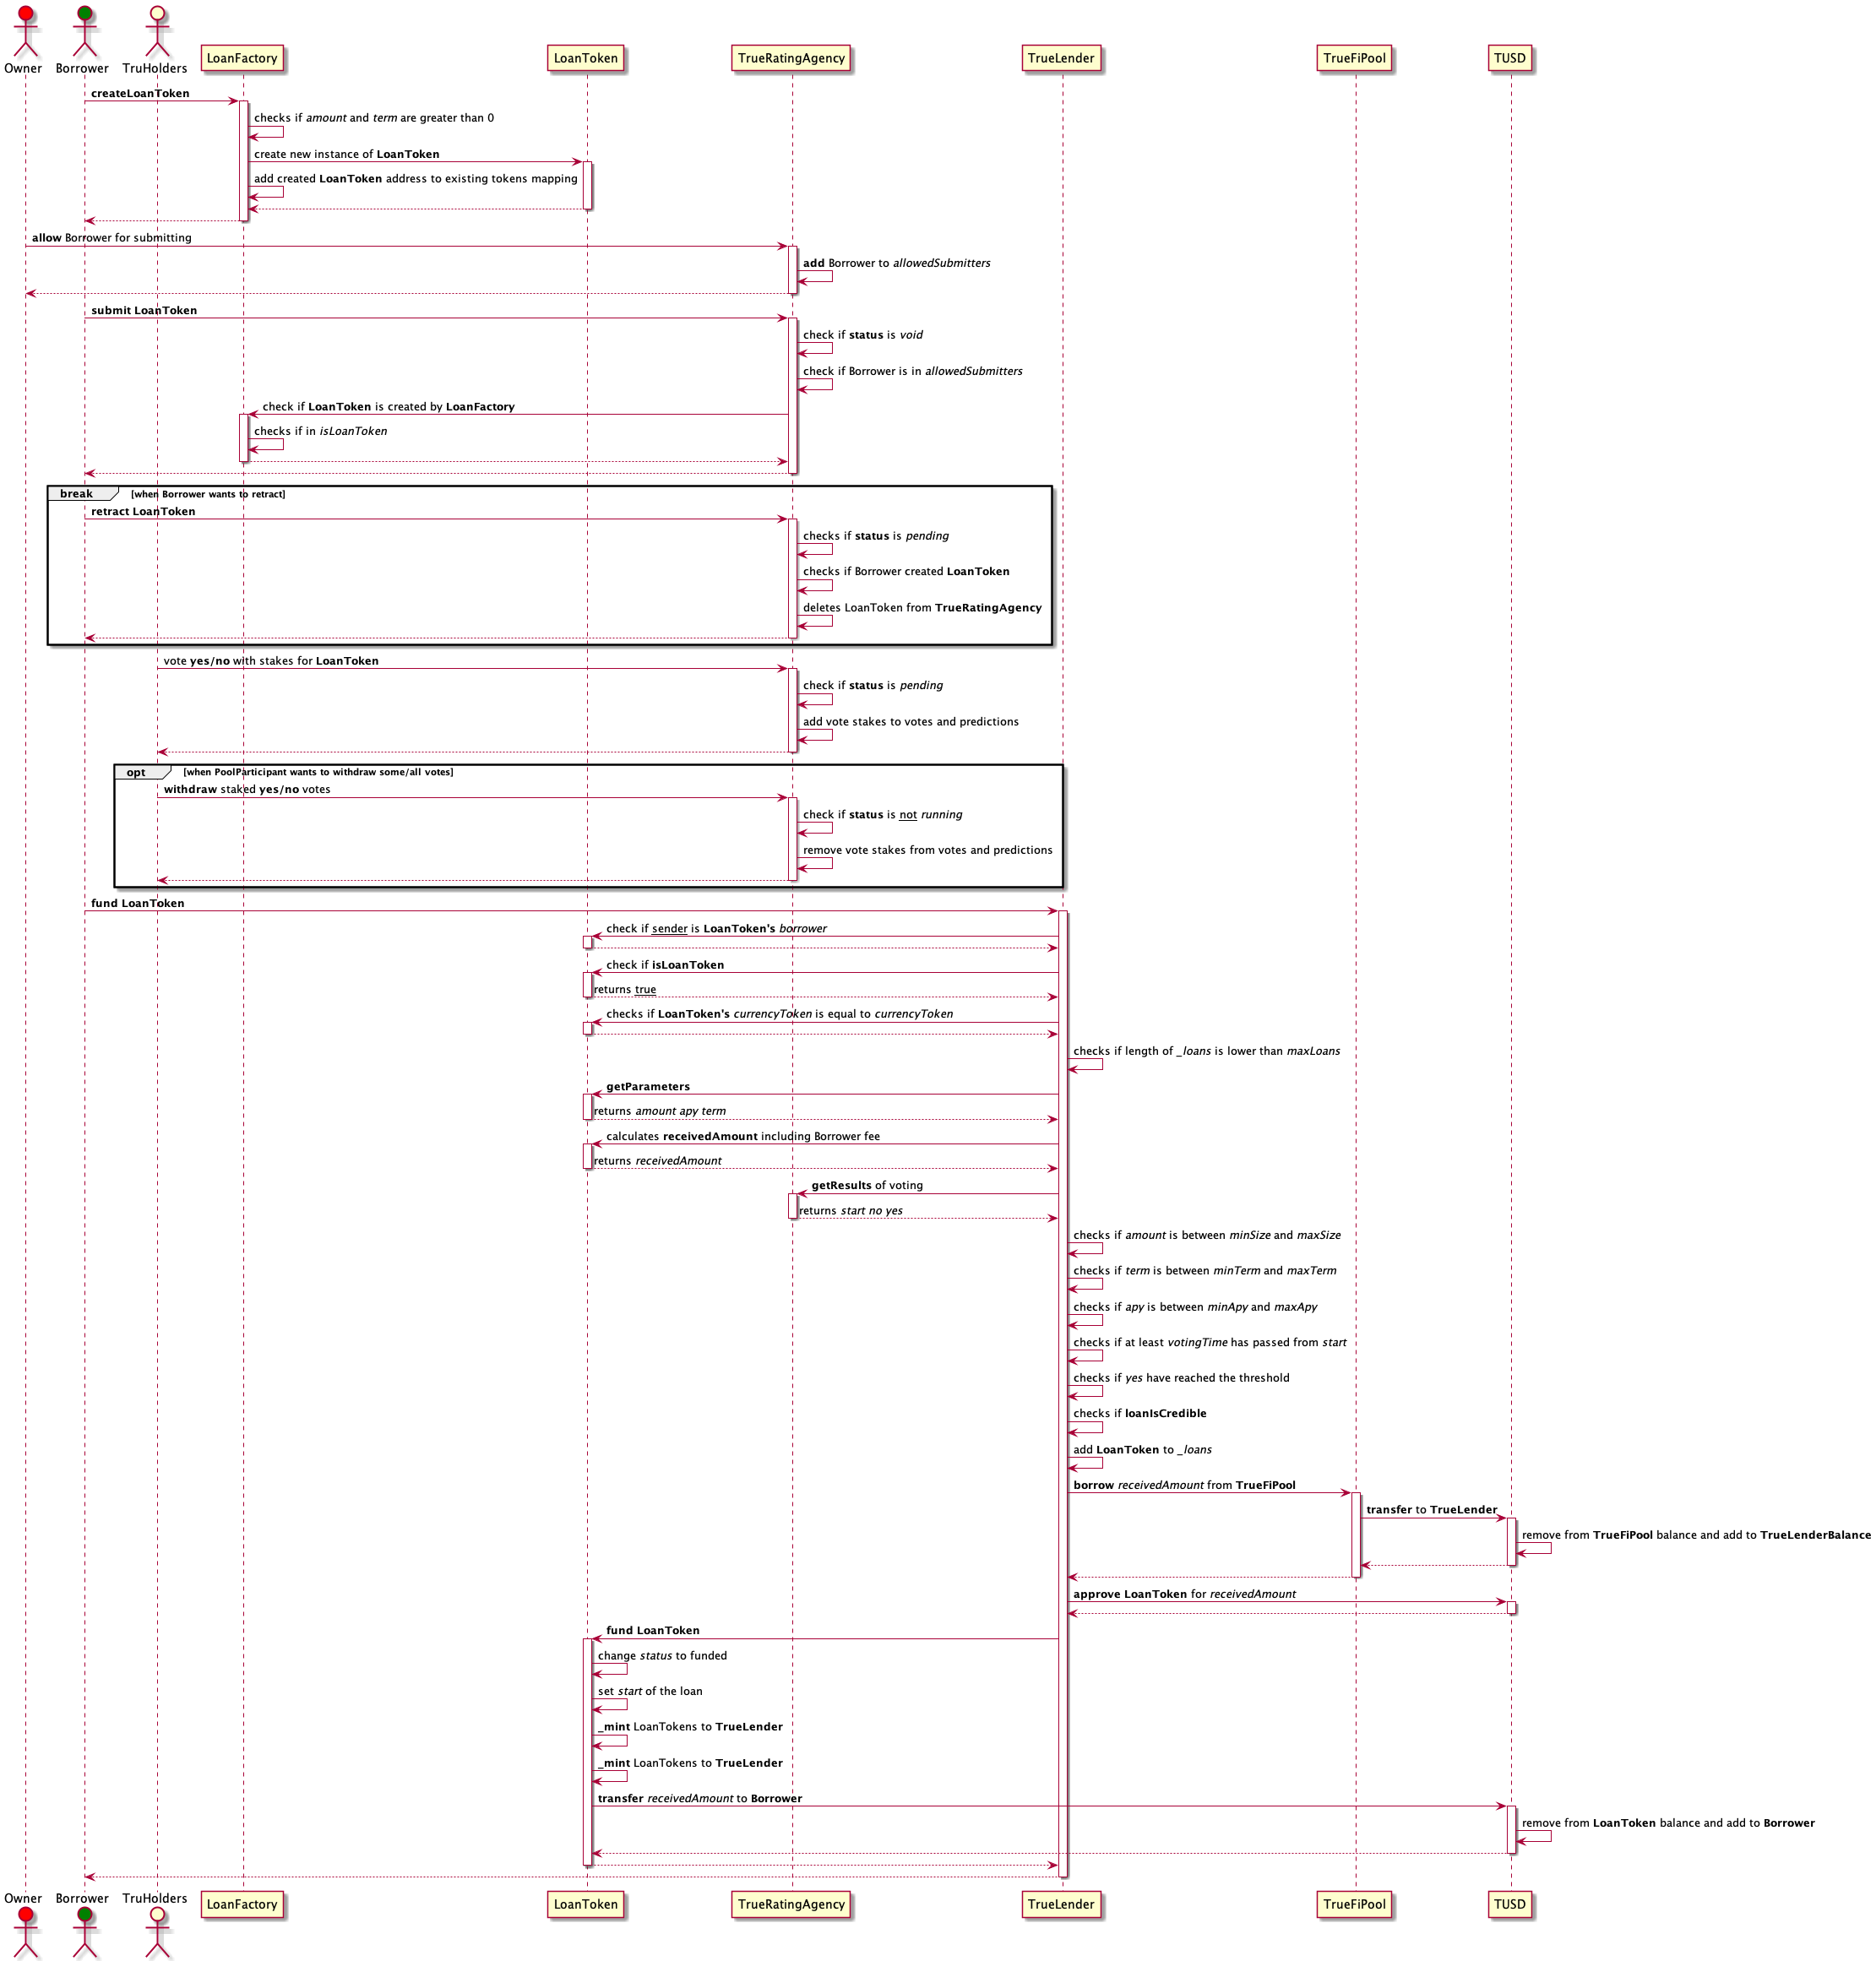 Owner
Borrower
TruHolders
LoanFactory
LoanToken
TrueRatingAgency
TrueLender
TrueFiPool
TUSD
createLoanToken
checks if amount and term are greater than 0
create new instance of LoanToken
add created LoanToken address to existing tokens mapping
allow Borrower for submitting
add Borrower to allowedSubmitters
submit LoanToken
check if status is void
check if Borrower is in allowedSubmitters
check if LoanToken is created by LoanFactory
checks if in isLoanToken
break [when Borrower wants to retract]
retract LoanToken
checks if status is pending
checks if Borrower created LoanToken
deletes LoanToken from TrueRatingAgency
vote yes/no with stakes for LoanToken
check if status is pending
add vote stakes to votes and predictions
opt [when PoolParticipant wants to withdraw some/all votes]
withdraw staked yes/no votes
check if status is not running
remove vote stakes from votes and predictions
fund LoanToken
check if sender is LoanToken's borrower
check if isLoanToken
returns true
checks if LoanToken's currencyToken is equal to currencyToken
checks if length of _loans is lower than maxLoans
getParameters
returns amount apy term
calculates receivedAmount including Borrower fee
returns receivedAmount
getResults of voting
returns start no yes
checks if amount is between minSize and maxSize
checks if term is between minTerm and maxTerm
checks if apy is between minApy and maxApy
checks if at least votingTime has passed from start
checks if yes have reached the threshold
checks if loanIsCredible
add LoanToken to _loans
borrow receivedAmount from TrueFiPool
transfer to TrueLender
remove from TrueFiPool balance and add to TrueLenderBalance
approve LoanToken for receivedAmount
fund LoanToken
change status to funded
set start of the loan
_mint LoanTokens to TrueLender
_mint LoanTokens to TrueLender
transfer receivedAmount to Borrower
remove from LoanToken balance and add to Borrower
Owner
Borrower
TruHolders
LoanFactory
LoanToken
TrueRatingAgency
TrueLender
TrueFiPool
TUSD